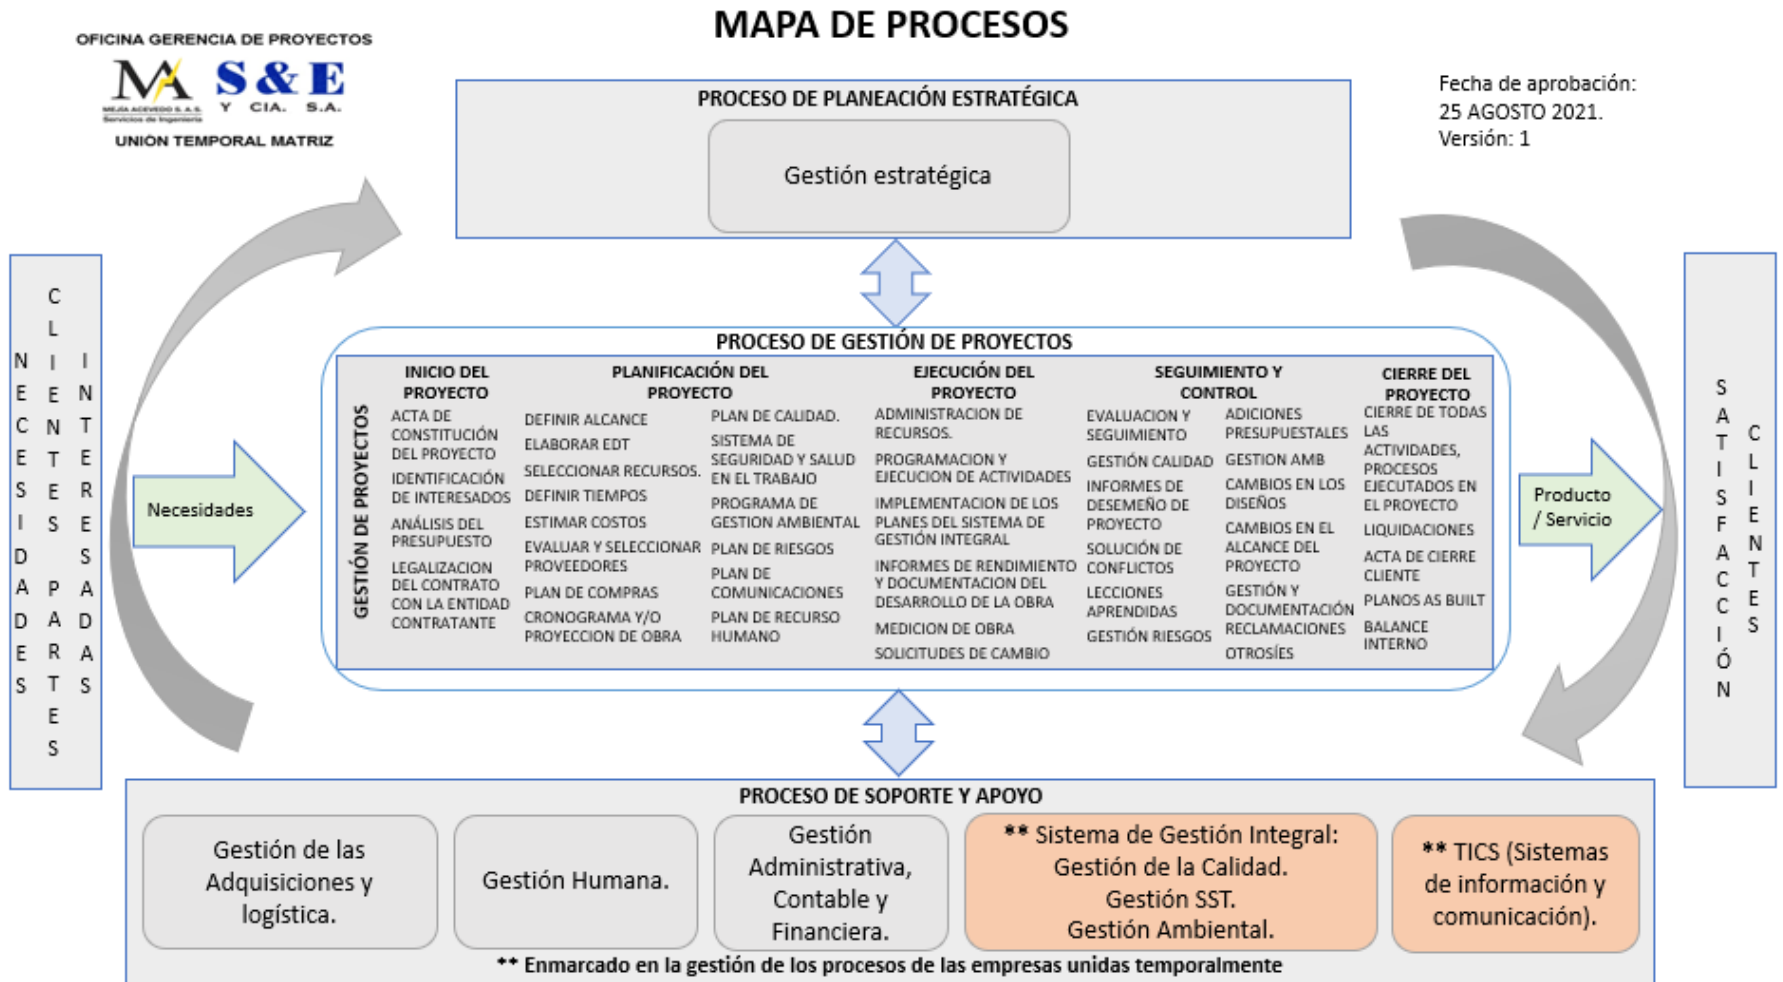 MAPA DE PROCESOS
OFICINA GERENCIA DE PROYECTOS
MA S&E
MEJÍA ACEVEDO S.A.S. Y CIA. S.A.
Servicios de Ingeniería
UNION TEMPORAL MATRIZ
Fecha de aprobación:
25 AGOSTO 2021.
Versión: 1
PROCESO DE PLANEACIÓN ESTRATÉGICA
Gestión estratégica
NECESIDADES
CLIENTES PARTES
INTERESADAS
Necesidades
PROCESO DE GESTIÓN DE PROYECTOS
GESTIÓN DE PROYECTOS
INICIO DEL
PROYECTO
ACTA DE
CONSTITUCIÓN
DEL PROYECTO
IDENTIFICACIÓN
DE INTERESADOS
ANÁLISIS DEL
PRESUPUESTO
LEGALIZACION
DEL CONTRATO
CON LA ENTIDAD
CONTRATANTE
PLANIFICACIÓN DEL
PROYECTO
DEFINIR ALCANCE
ELABORAR EDT
SELECCIONAR RECURSOS.
DEFINIR TIEMPOS
ESTIMAR COSTOS
EVALUAR Y SELECCIONAR
PROVEEDORES
PLAN DE COMPRAS
CRONOGRAMA Y/O
PROYECCION DE OBRA
PLAN DE CALIDAD.
SISTEMA DE
SEGURIDAD Y SALUD
EN EL TRABAJO
PROGRAMA DE
GESTION AMBIENTAL
PLAN DE RIESGOS
PLAN DE
COMUNICACIONES
PLAN DE RECURSO
HUMANO
EJECUCIÓN DEL
PROYECTO
ADMINISTRACION DE
RECURSOS.
PROGRAMACION Y
EJECUCION DE ACTIVIDADES
IMPLEMENTACION DE LOS
PLANES DEL SISTEMA DE
GESTIÓN INTEGRAL
INFORMES DE RENDIMIENTO
Y DOCUMENTACION DEL
DESARROLLO DE LA OBRA
MEDICION DE OBRA
SOLICITUDES DE CAMBIO
SEGUIMIENTO Y
CONTROL
EVALUACION Y
SEGUIMIENTO
GESTIÓN CALIDAD
INFORMES DE
DESEMEÑO DE
PROYECTO
SOLUCIÓN DE
CONFLICTOS
LECCIONES
APRENDIDAS
GESTIÓN RIESGOS
ADICIONES
PRESUPUESTALES
GESTION AMB
CAMBIOS EN LOS
DISEÑOS
CAMBIOS EN EL
ALCANCE DEL
PROYECTO
GESTIÓN Y
DOCUMENTACIÓN
RECLAMACIONES
OTROSÍES
CIERRE DEL
PROYECTO
CIERRE DE TODAS
LAS
ACTIVIDADES,
PROCESOS
EJECUTADOS EN
EL PROYECTO
LIQUIDACIONES
ACTA DE CIERRE
CLIENTE
PLANOS AS BUILT
BALANCE
INTERNO
Producto
/ Servicio
SATISFACCIÓN
CLIENTES
PROCESO DE SOPORTE Y APOYO
Gestión de las
Adquisiciones y
logística.
Gestión Humana.
Gestión
Administrativa,
Contable y
Financiera.
** Sistema de Gestión Integral:
Gestión de la Calidad.
Gestión SST.
Gestión Ambiental.
** TICS (Sistemas
de información y
comunicación).
** Enmarcado en la gestión de los procesos de las empresas unidas temporalmente